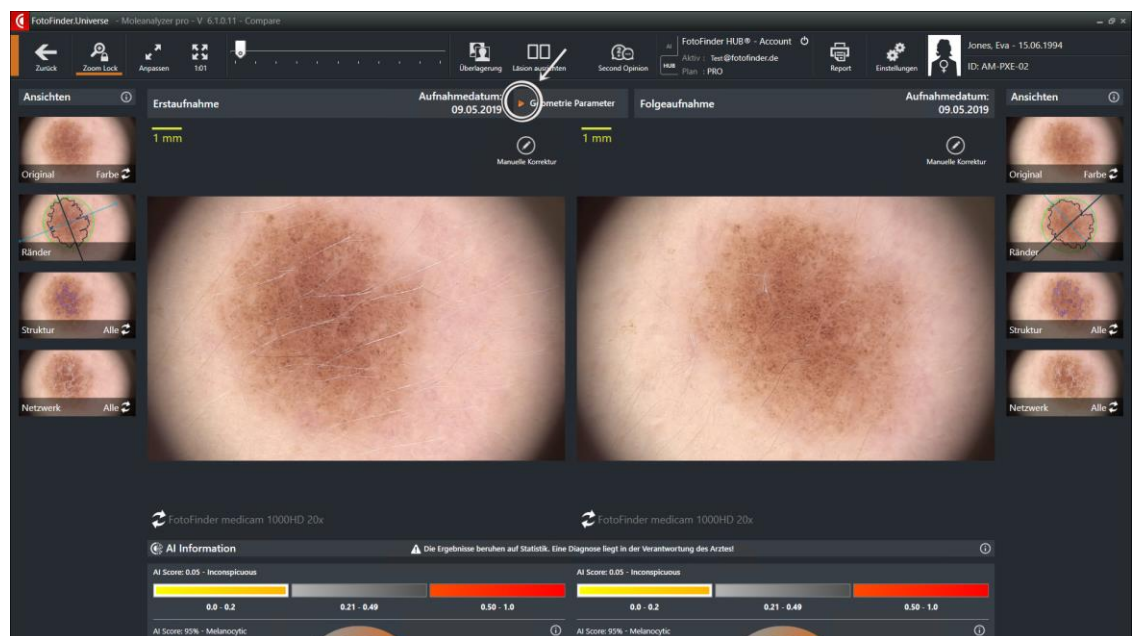 FotoFinder.Universe - Moleanalyzer pro - V 6.1.0.11 - Compare
Zurück
Zoom Lock
Anpassen
1:01
Überlagerung
Läsion ausrichten
Second Opinion
AI
HUB
FotoFinder HUB® - Account
Aktiv : Test@fotofinder.de
Plan : PRO
Report
Einstellungen
Jones, Eva - 15.06.1994
ID: AM-PXE-02
Ansichten
Original Farbe
Ränder
Struktur Alle
Netzwerk Alle
Erstaufnahme
Aufnahmedatum:
09.05.2019
Geometrie Parameter
1 mm
Manuelle Korrektur
FotoFinder medicam 1000HD 20x
Folgeaufnahme
Aufnahmedatum:
09.05.2019
1 mm
Manuelle Korrektur
FotoFinder medicam 1000HD 20x
Ansichten
Original Farbe
Ränder
Struktur Alle
Netzwerk Alle
AI Information
Die Ergebnisse beruhen auf Statistik. Eine Diagnose liegt in der Verantwortung des Arztes!
AI Score: 0.05 - Inconspicuous
0.0 - 0.2 0.21 - 0.49 0.50 - 1.0
AI Score: 95% - Melanocytic
AI Score: 0.05 - Inconspicuous
0.0 - 0.2 0.21 - 0.49 0.50 - 1.0
AI Score: 95% - Melanocytic